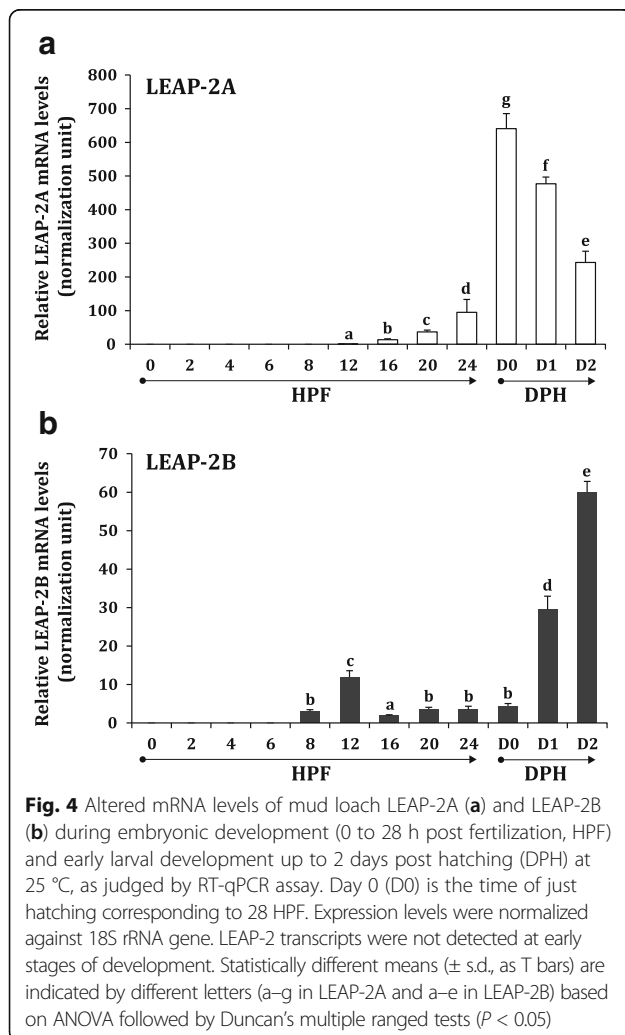 a
LEAP-2A
Relative LEAP-2A mRNA levels
(normalization unit)
800
700
600
500
400
300
200
100
0
a
b
c
d
g
f
e
0 2 4 6 8 12 16 20 24 D0 D1 D2
HPF DPH
b
LEAP-2B
Relative LEAP-2B mRNA levels
(normalization unit)
70
60
50
40
30
20
10
0
b
c
a
b
b
b
d
e
0 2 4 6 8 12 16 20 24 D0 D1 D2
HPF DPH
Fig. 4 Altered mRNA levels of mud loach LEAP-2A (a) and LEAP-2B
(b) during embryonic development (0 to 28 h post fertilization, HPF)
and early larval development up to 2 days post hatching (DPH) at
25 °C, as judged by RT-qPCR assay. Day 0 (D0) is the time of just
hatching corresponding to 28 HPF. Expression levels were normalized
against 18S rRNA gene. LEAP-2 transcripts were not detected at early
stages of development. Statistically different means (± s.d., as T bars) are
indicated by different letters (a–g in LEAP-2A and a–e in LEAP-2B) based
on ANOVA followed by Duncan's multiple ranged tests (P < 0.05)